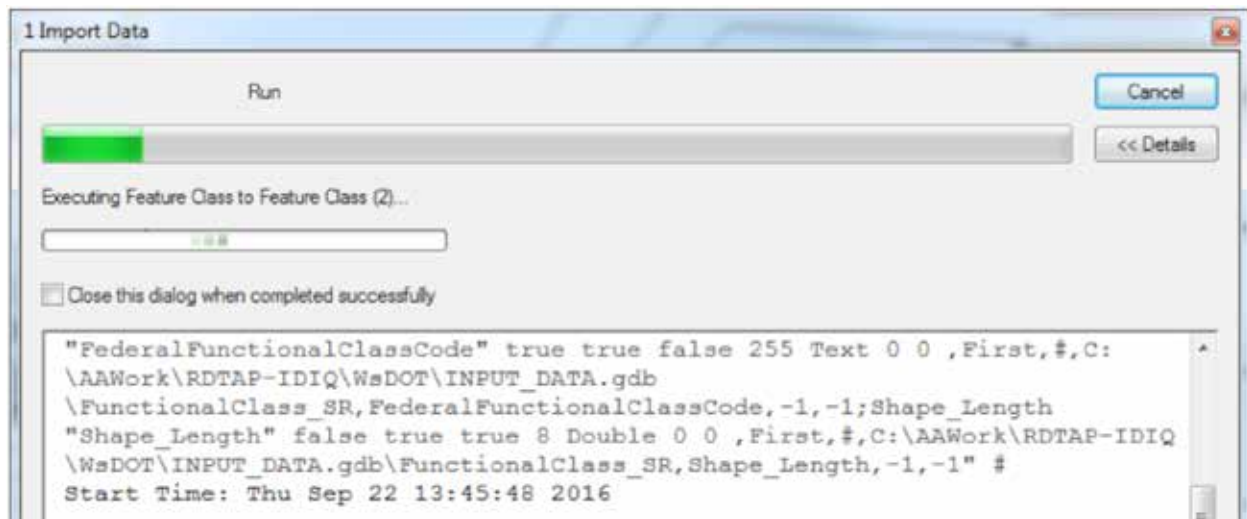 1 Import Data
Run
Cancel
<< Details
Executing Feature Class to Feature Class (2)...
Close this dialog when completed successfully
"FederalFunctionalClassCode" true true false 255 Text 0 0 ,First,#,C:
\AAWork\RDTAP-IDIQ\WsDOT\INPUT_DATA.gdb
\FunctionalClass_SR,FederalFunctionalClassCode,-1,-1;Shape_Length
"Shape_Length" false true true 8 Double 0 0 ,First,#,C:\AAWork\RDTAP-IDIQ
\WsDOT\INPUT_DATA.gdb\FunctionalClass_SR,Shape_Length,-1,-1" #
Start Time: Thu Sep 22 13:45:48 2016